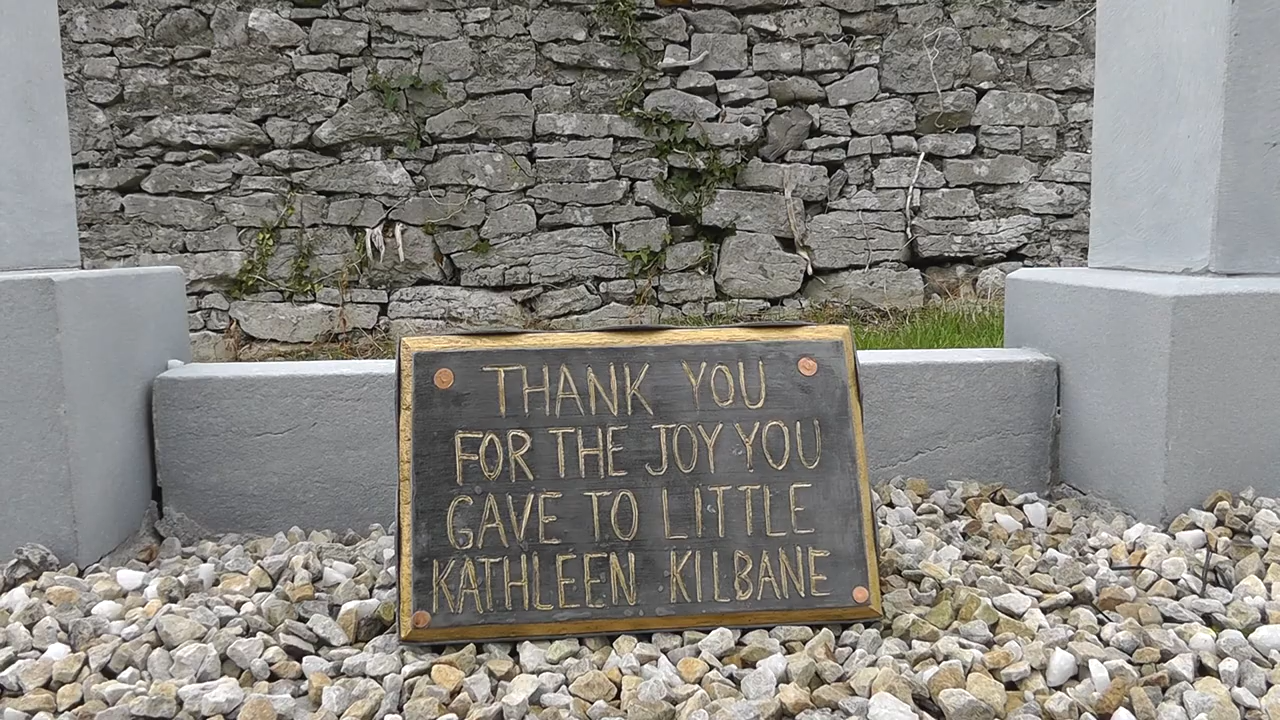 THANK YOU
FOR THE JOY YOU
GAVE TO LITTLE
KATHLEEN KILBANE